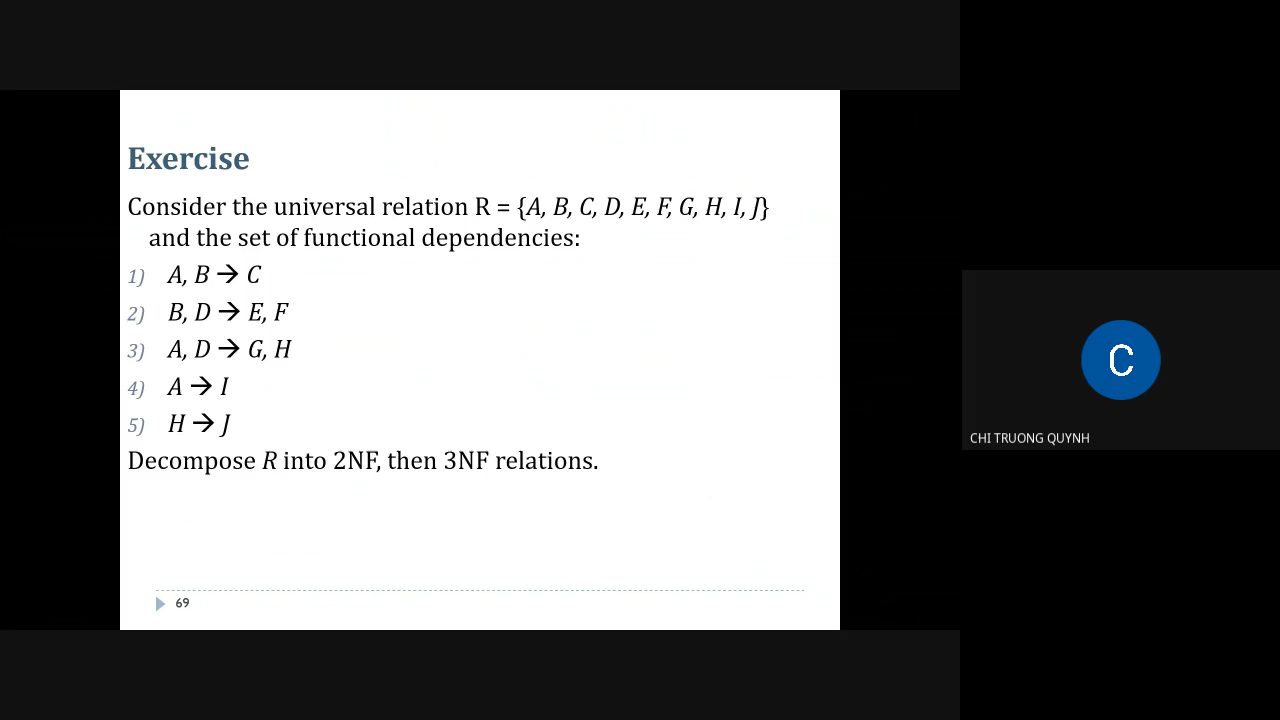 Exercise
Consider the universal relation R = {A, B, C, D, E, F, G, H, I, J}
and the set of functional dependencies:
1) A, B → C
2) B, D → E, F
3) A, D → G, H
4) A → I
5) H → J
Decompose R into 2NF, then 3NF relations.
69
C
CHI TRUONG QUYNH